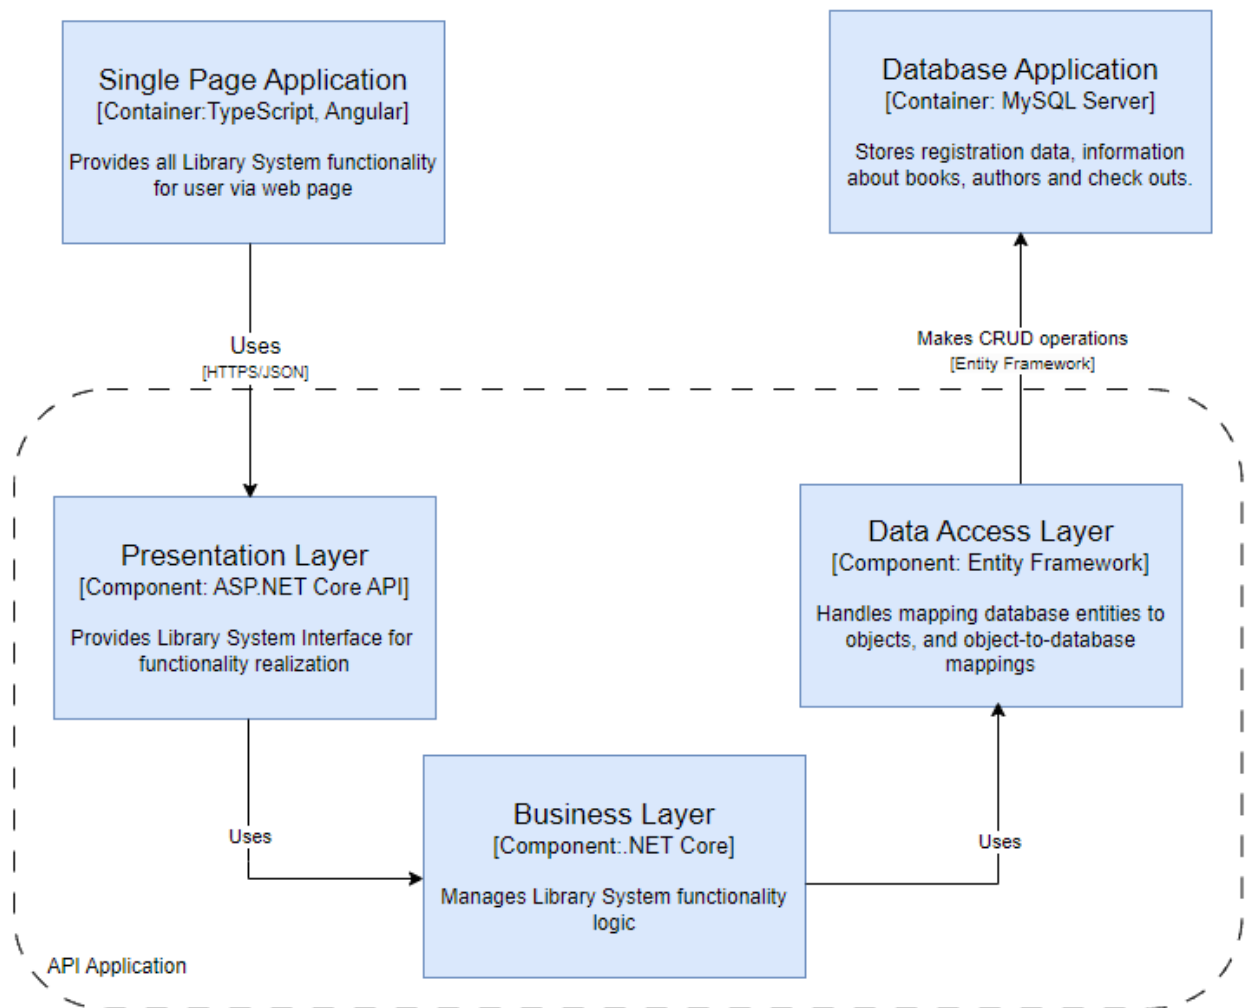 Single Page Application
[Container:TypeScript, Angular]
Provides all Library System functionality
for user via web page
Database Application
[Container: MySQL Server]
Stores registration data, information
about books, authors and check outs.
Uses
[HTTPS/JSON]
Makes CRUD operations
[Entity Framework]
Presentation Layer
[Component: ASP.NET Core API]
Provides Library System Interface for
functionality realization
Data Access Layer
[Component: Entity Framework]
Handles mapping database entities to
objects, and object-to-database
mappings
Uses
Business Layer
[Component:.NET Core]
Manages Library System functionality
logic
Uses
API Application